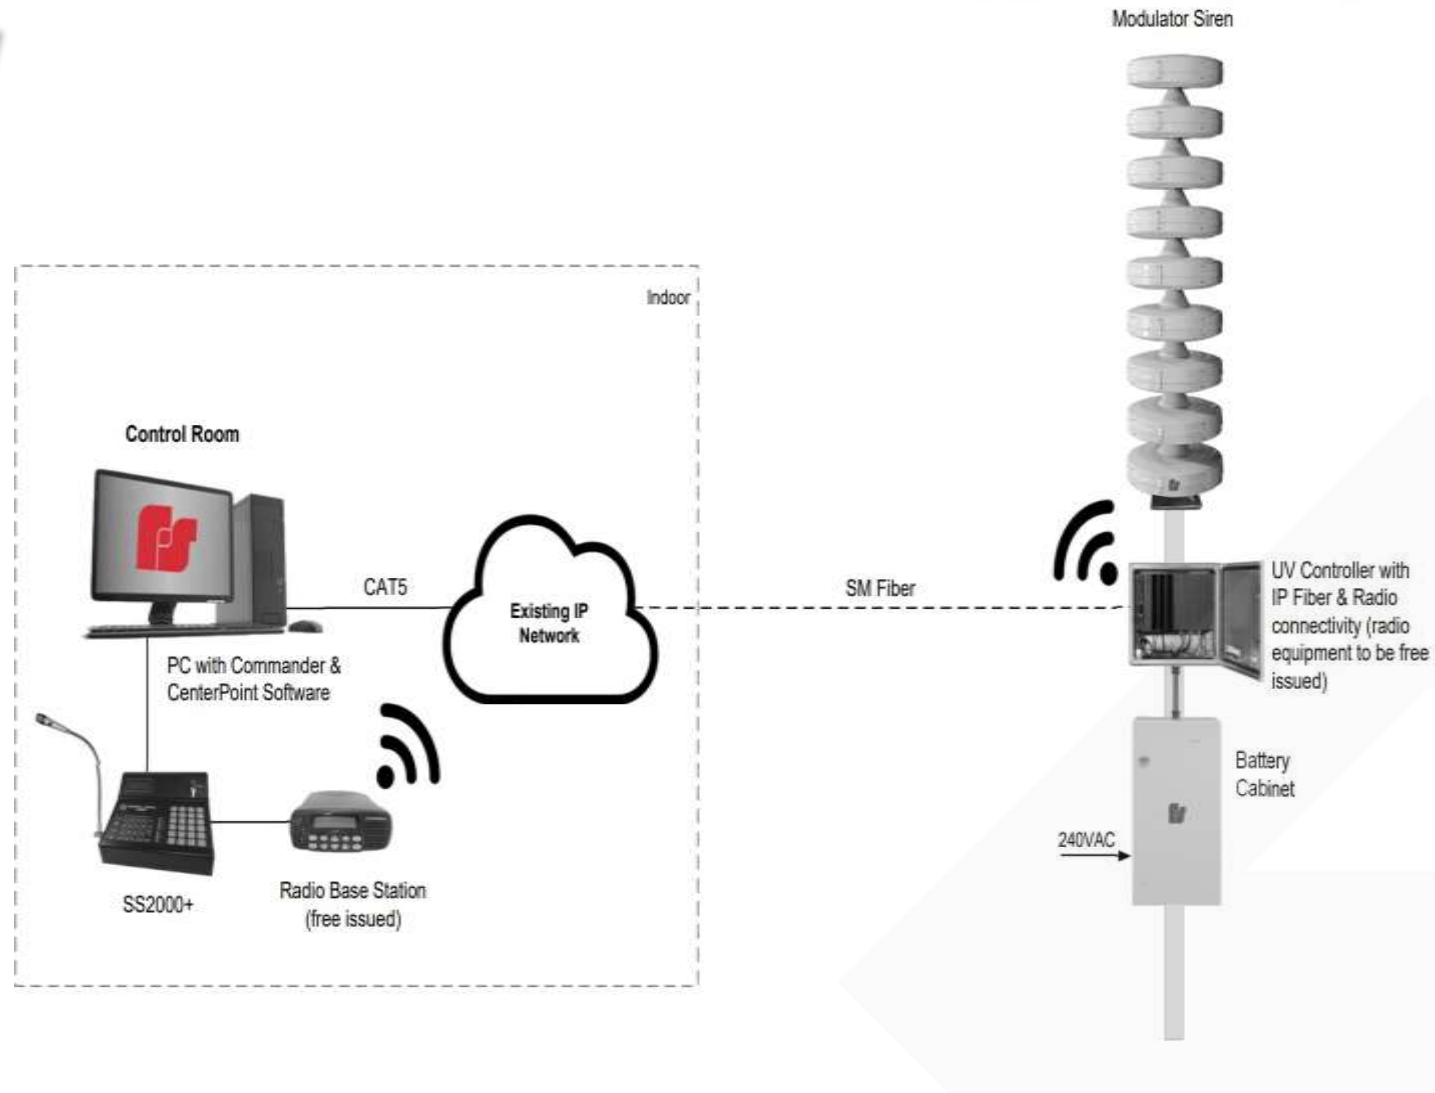 Modulator Siren
Indoor
Control Room
CAT5
Existing IP
Network
SM Fiber
UV Controller with
IP Fiber & Radio
connectivity (radio
equipment to be free
issued)
PC with Commander &
CenterPoint Software
Battery
Cabinet
240VAC
SS2000+
Radio Base Station
(free issued)